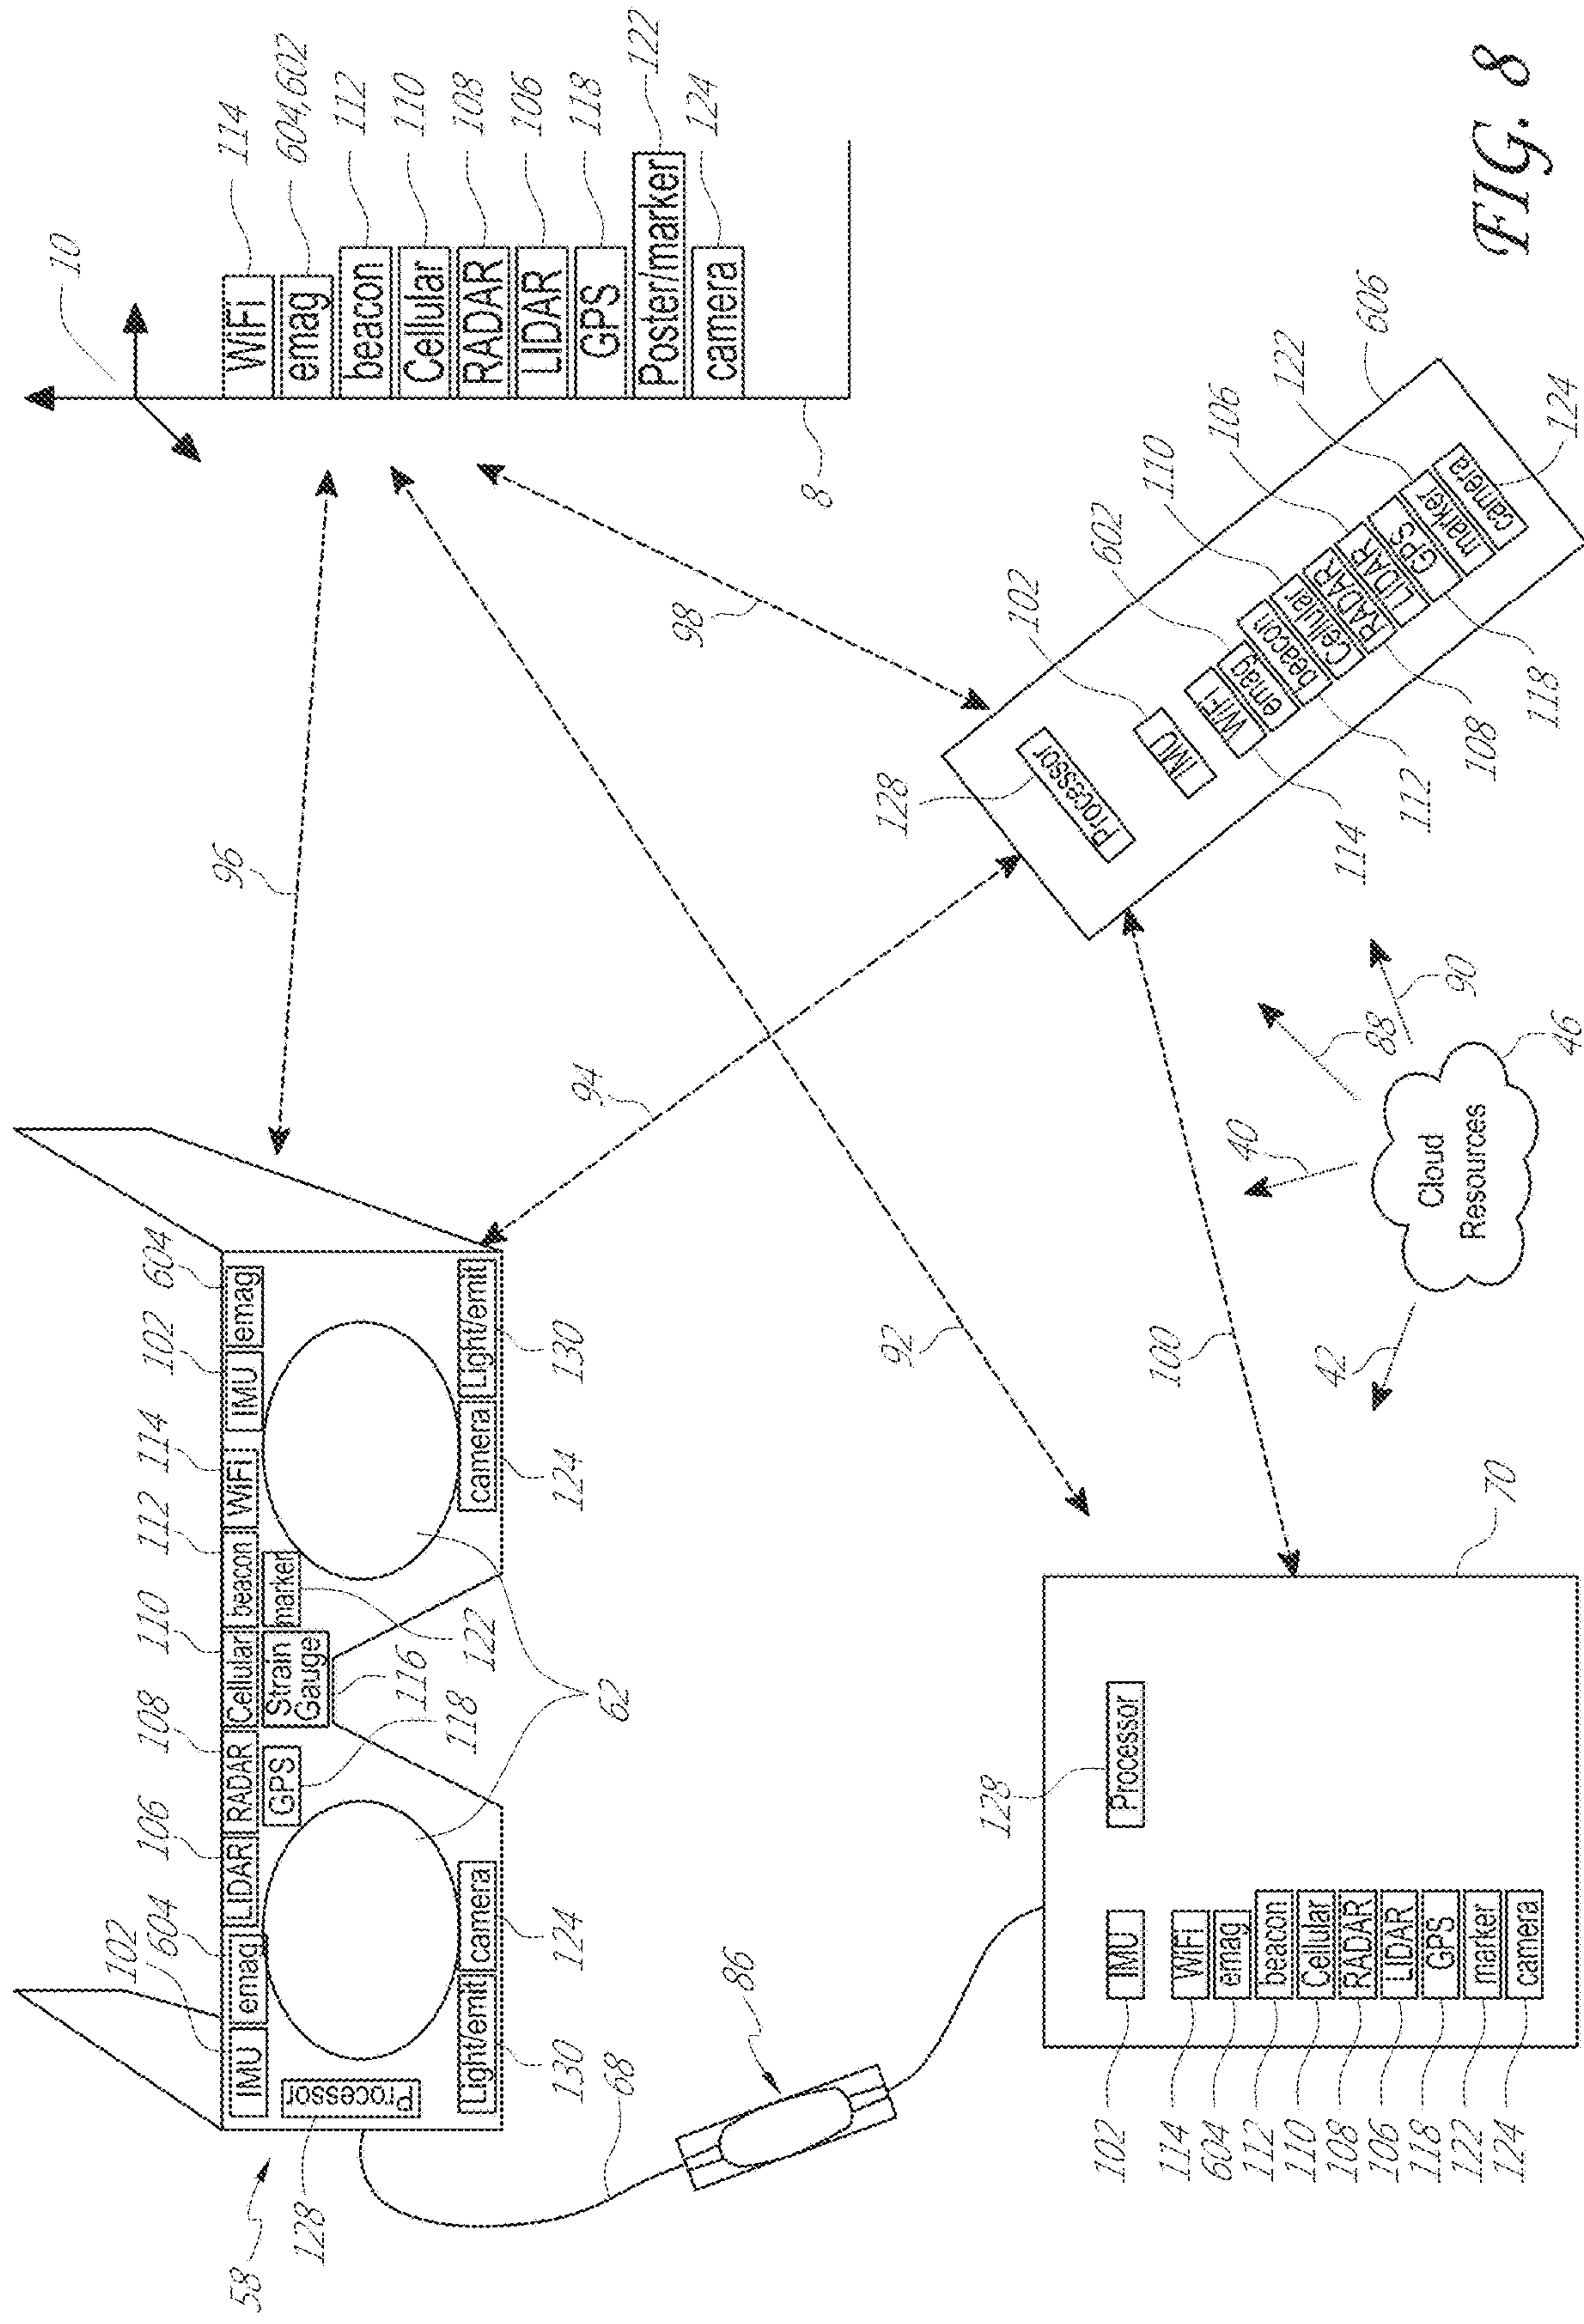 58
102
604
106
108
110
112
114
102
604
IMU
emag
LIDAR
RADAR
Cellular
beacon
WiFi
IMU
emag
Processor
GPS
Strain
Gauge
marker
Light/emit
camera
camera
Light/emit
128
130
124
118
116
122
62
124
130
68
86
96
94
92
98
100
10
WiFi
114
emag
604,602
beacon
112
Cellular
110
RADAR
108
LIDAR
106
GPS
118
Poster/marker
122
camera
124
8
128
Processor
70
102
IMU
114
WiFi
604
emag
112
beacon
110
Cellular
108
RADAR
106
LIDAR
118
GPS
122
marker
124
camera
42
40
88
90
Cloud
Resources
46
128
Processor
102
IMU
114
WiFi
602
emag
112
beacon
110
Cellular
108
RADAR
106
LIDAR
118
GPS
122
marker
124
camera
606
FIG. 8